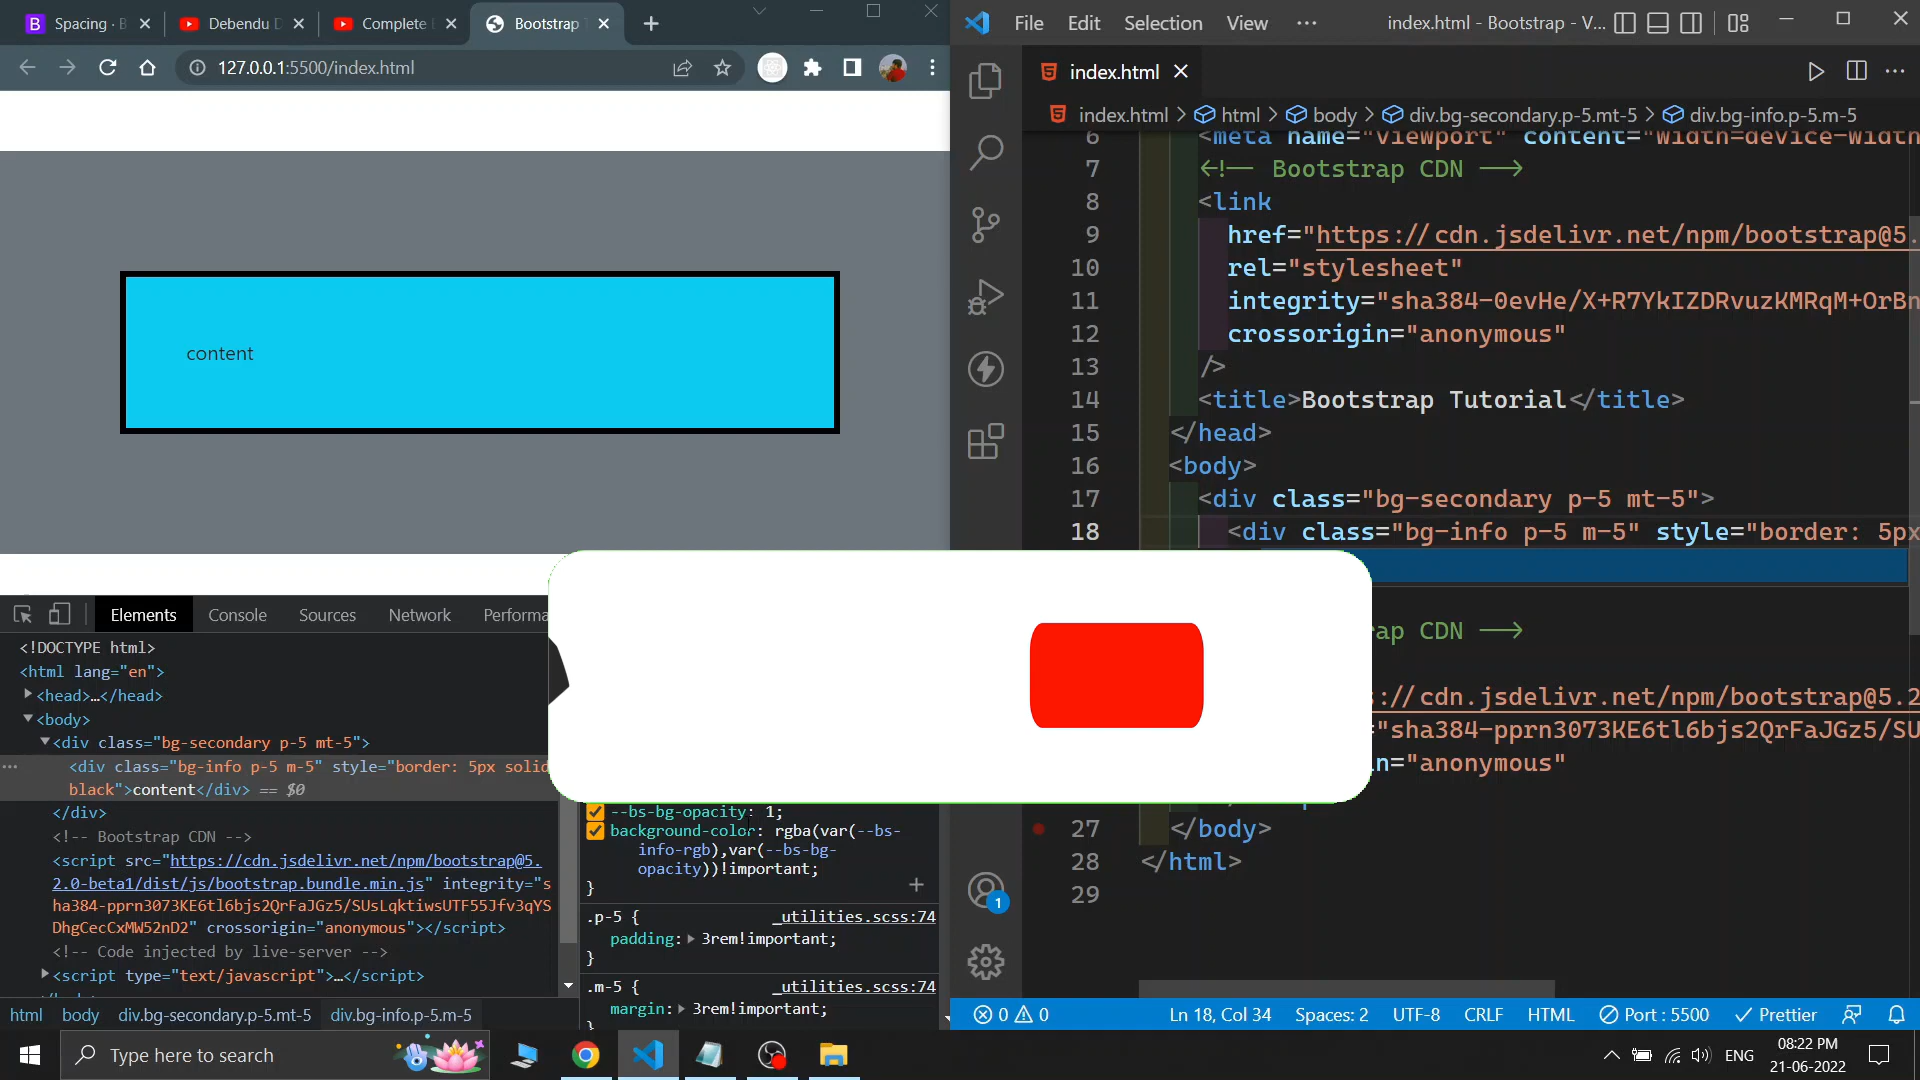 Spacing · B
Debendu D
Complete
Bootstrap T
127.0.0.1:5500/index.html
content
Elements
Console
Sources
Network
Performa
<!DOCTYPE html>
<html lang="en">
<head>…</head>
<body>
<div class="bg-secondary p-5 mt-5">
<div class="bg-info p-5 m-5" style="border: 5px solid
black">content</div> == $0
</div>
<!-- Bootstrap CDN -->
<script src="https://cdn.jsdelivr.net/npm/bootstrap@5.
2.0-beta1/dist/js/bootstrap.bundle.min.js" integrity="s
ha384-pprn3073KE6tl6bjs2QrFaJGz5/SUsLqktiwsUTF55Jfv3qYS
DhgCecCxMW52nD2" crossorigin="anonymous"></script>
<!-- Code injected by live-server -->
<script type="text/javascript">…</script>
html body div.bg-secondary.p-5.mt-5 div.bg-info.p-5.m-5
--bs-bg-opacity: 1;
background-color: rgba(var(--bs-
info-rgb),var(--bs-bg-
opacity))!important;
}
.p-5 { _utilities.scss:74
padding: 3rem!important;
}
.m-5 { _utilities.scss:74
margin: 3rem!important;
}
File Edit Selection View ··· index.html - Bootstrap - V...
index.html
index.html > html > body > div.bg-secondary.p-5.mt-5 > div.bg-info.p-5.m-5
6 <meta name="viewport" content="width=device-width
7 <!-- Bootstrap CDN -->
8 <link
9 href="https://cdn.jsdelivr.net/npm/bootstrap@5.
10 rel="stylesheet"
11 integrity="sha384-0evHe/X+R7YkIZDRvuzKMRqM+OrBn
12 crossorigin="anonymous"
13 />
14 <title>Bootstrap Tutorial</title>
15 </head>
16 <body>
17 <div class="bg-secondary p-5 mt-5">
18 <div class="bg-info p-5 m-5" style="border: 5px
rap CDN -->
://cdn.jsdelivr.net/npm/bootstrap@5.2
="sha384-pprn3073KE6tl6bjs2QrFaJGz5/SU
in="anonymous"
27 </body>
28 </html>
29
1
0 0 Ln 18, Col 34 Spaces: 2 UTF-8 CRLF HTML Port : 5500 Prettier
Type here to search
ENG
08:22 PM
21-06-2022